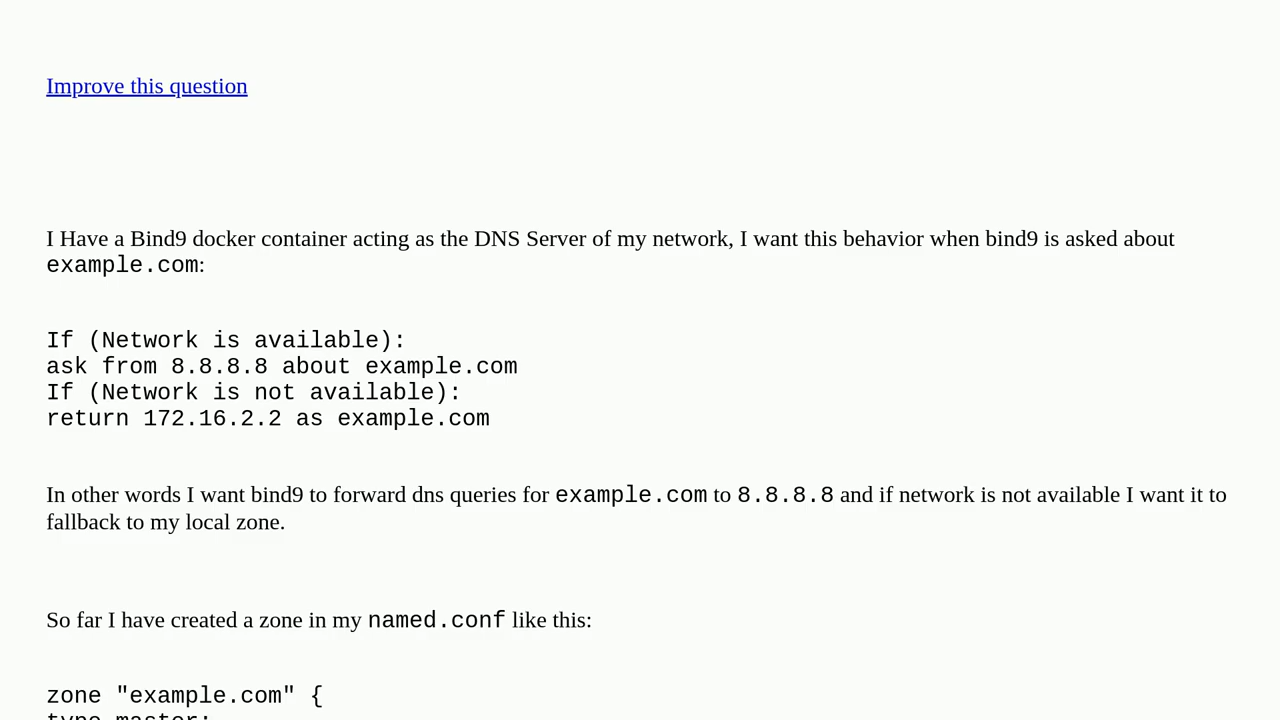 Improve this question
I Have a Bind9 docker container acting as the DNS Server of my network, I want this behavior when bind9 is asked about
example.com:
If (Network is available):
ask from 8.8.8.8 about example.com
If (Network is not available):
return 172.16.2.2 as example.com
In other words I want bind9 to forward dns queries for example.com to 8.8.8.8 and if network is not available I want it to
fallback to my local zone.
So far I have created a zone in my named.conf like this:
zone "example.com" {
type master;